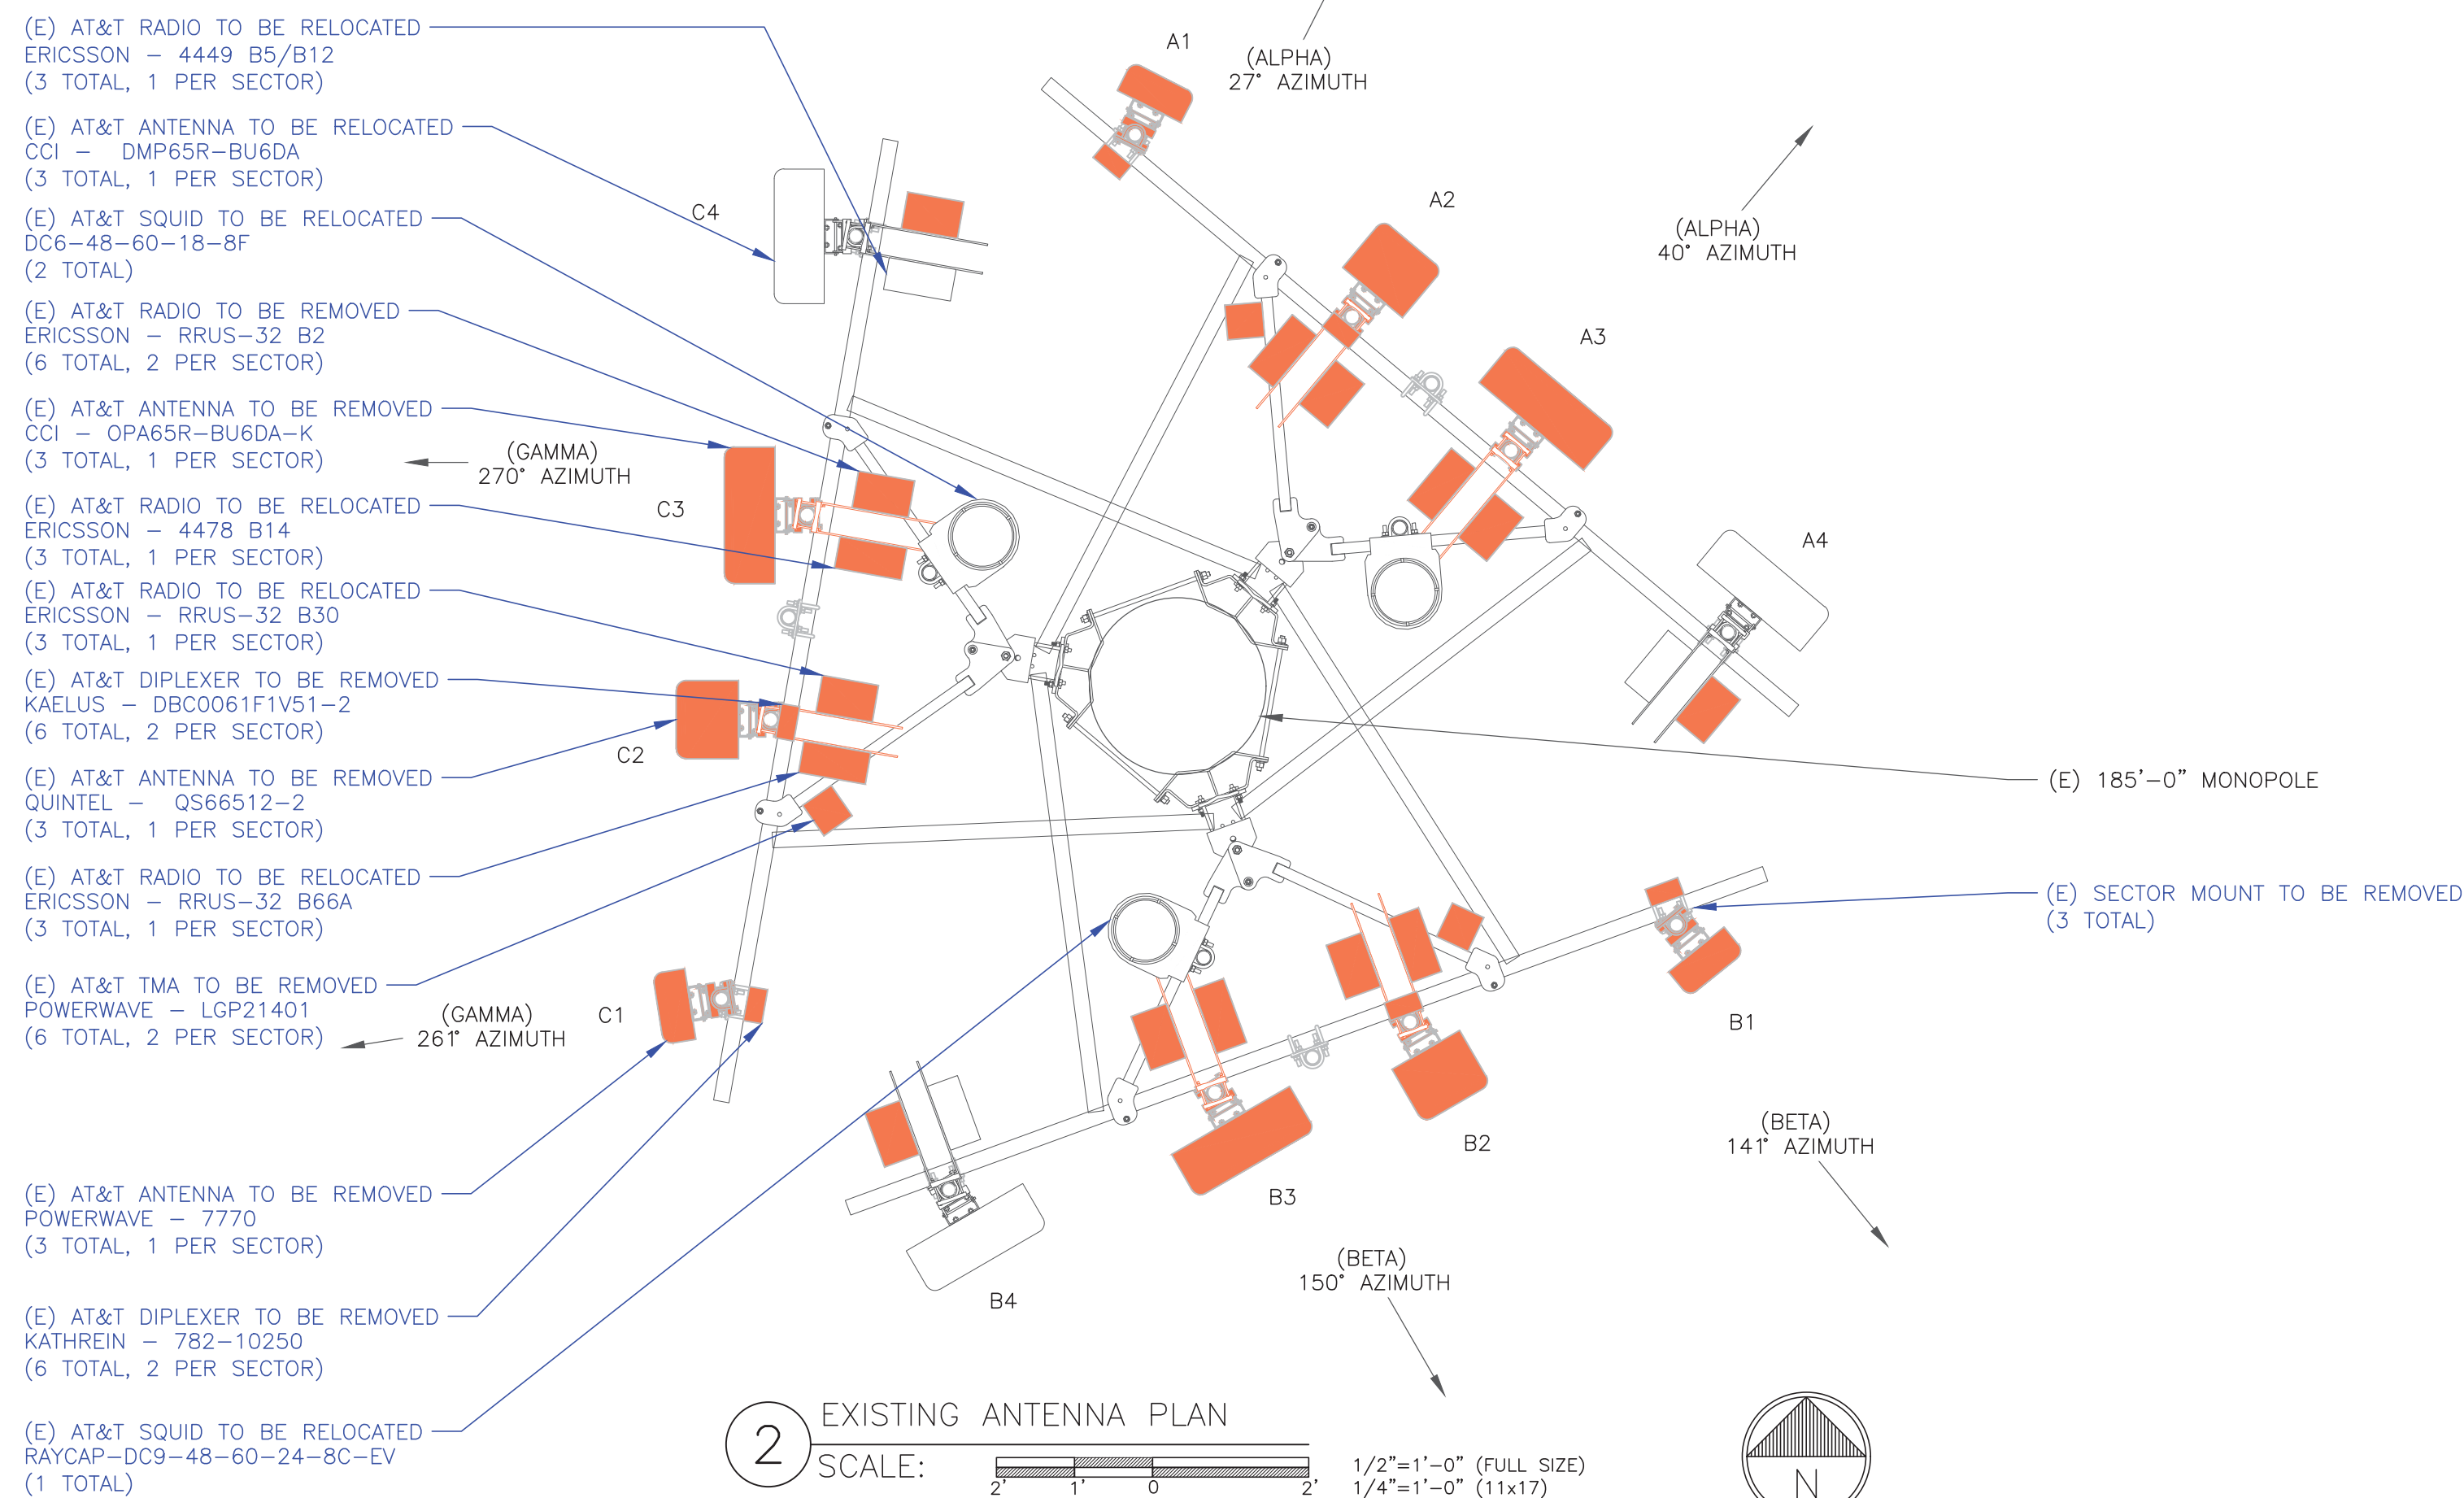 (E) AT&T RADIO TO BE RELOCATED
ERICSSON - 4449 B5/B12
(3 TOTAL, 1 PER SECTOR)
(E) AT&T ANTENNA TO BE RELOCATED
CCI - DMP65R-BU6DA
(3 TOTAL, 1 PER SECTOR)
(E) AT&T SQUID TO BE RELOCATED
DC6-48-60-18-8F
(2 TOTAL)
(E) AT&T RADIO TO BE REMOVED
ERICSSON - RRUS-32 B2
(6 TOTAL, 2 PER SECTOR)
(E) AT&T ANTENNA TO BE REMOVED
CCI - OPA65R-BU6DA-K
(3 TOTAL, 1 PER SECTOR)
(E) AT&T RADIO TO BE RELOCATED
ERICSSON - 4478 B14
(3 TOTAL, 1 PER SECTOR)
(E) AT&T RADIO TO BE RELOCATED
ERICSSON - RRUS-32 B30
(3 TOTAL, 1 PER SECTOR)
(E) AT&T DIPLEXER TO BE REMOVED
KAELUS - DBC0061F1V51-2
(6 TOTAL, 2 PER SECTOR)
(E) AT&T ANTENNA TO BE REMOVED
QUINTEL - QS66512-2
(3 TOTAL, 1 PER SECTOR)
(E) AT&T RADIO TO BE RELOCATED
ERICSSON - RRUS-32 B66A
(3 TOTAL, 1 PER SECTOR)
(E) AT&T TMA TO BE REMOVED
POWERWAVE - LGP21401
(6 TOTAL, 2 PER SECTOR)
(E) AT&T ANTENNA TO BE REMOVED
POWERWAVE - 7770
(3 TOTAL, 1 PER SECTOR)
(E) AT&T DIPLEXER TO BE REMOVED
KATHREIN - 782-10250
(6 TOTAL, 2 PER SECTOR)
(E) AT&T SQUID TO BE RELOCATED
RAYCAP-DC9-48-60-24-8C-EV
(1 TOTAL)
A1
(ALPHA)
27° AZIMUTH
A2
(ALPHA)
40° AZIMUTH
A3
A4
C4
(GAMMA)
270° AZIMUTH
C3
C2
(GAMMA)
261° AZIMUTH
C1
(E) 185'-0" MONOPOLE
(E) SECTOR MOUNT TO BE REMOVED
(3 TOTAL)
B1
B2
B3
B4
(BETA)
141° AZIMUTH
(BETA)
150° AZIMUTH
2
EXISTING ANTENNA PLAN
SCALE:
2' 1' 0 2'
1/2"=1'-0" (FULL SIZE)
1/4"=1'-0" (11x17)
N